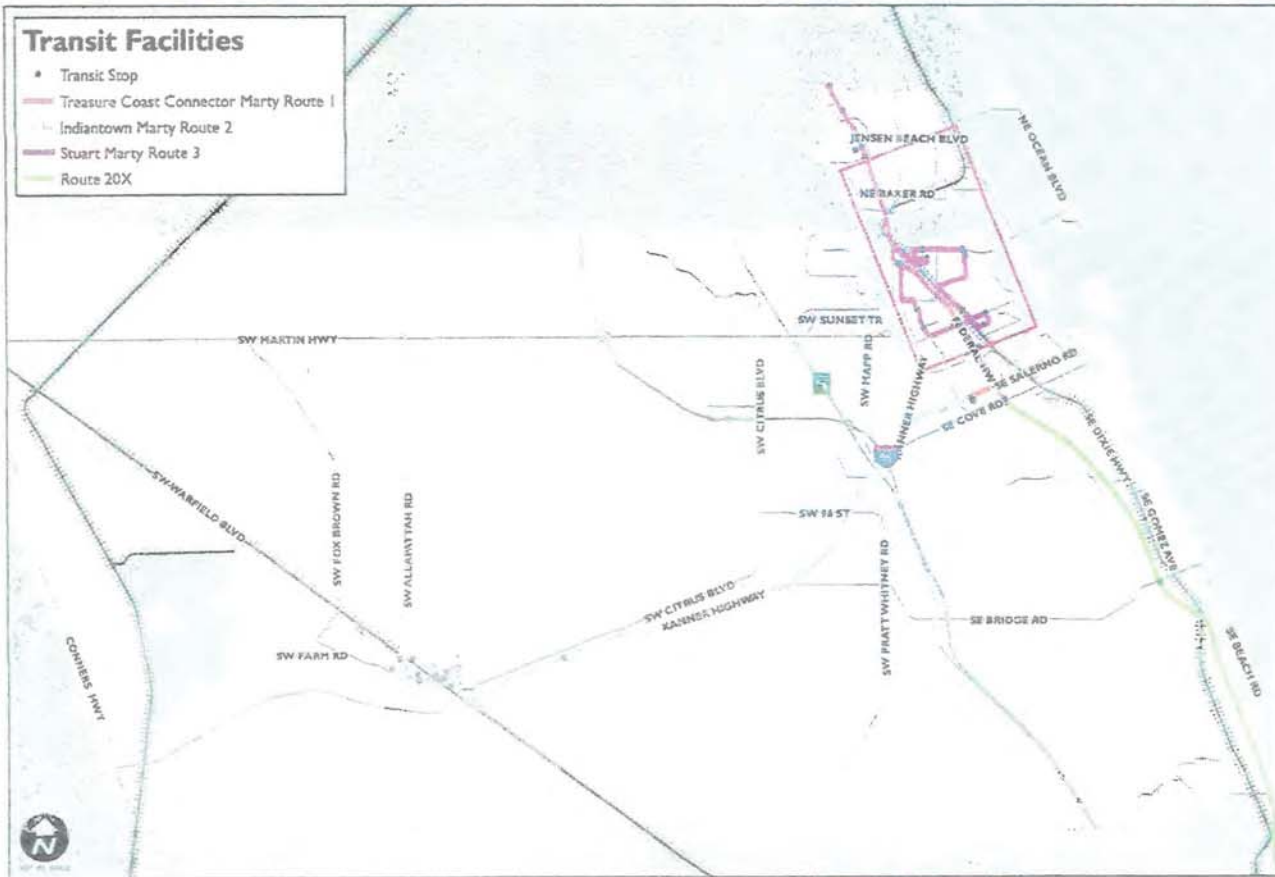 Transit Facilities
Transit Stop
Treasure Coast Connector Marty Route 1
Indiantown Marty Route 2
Stuart Marty Route 3
Route 20X
JENSEN BEACH BLVD
NE OCEAN BLVD
NE BAKER RD
SW SUNSET TR
SW MARTIN HWY
SW MAPP RD
FEDERAL HWY
SE SALERNO RD
KANNER HIGHWAY
SE COVE RD
SW CITRUS BLVD
SE DIXIE HWY
SW WARFIELD BLVD
SW FOX BROWN RD
SW ALLAPATTAH RD
SW 96 ST
SE GOMEZ AVE
SW PRATT WHITNEY RD
SW CITRUS BLVD
KANNER HIGHWAY
SE BRIDGE RD
SW FARM RD
CONNERS HWY
SE BEACH RD
N